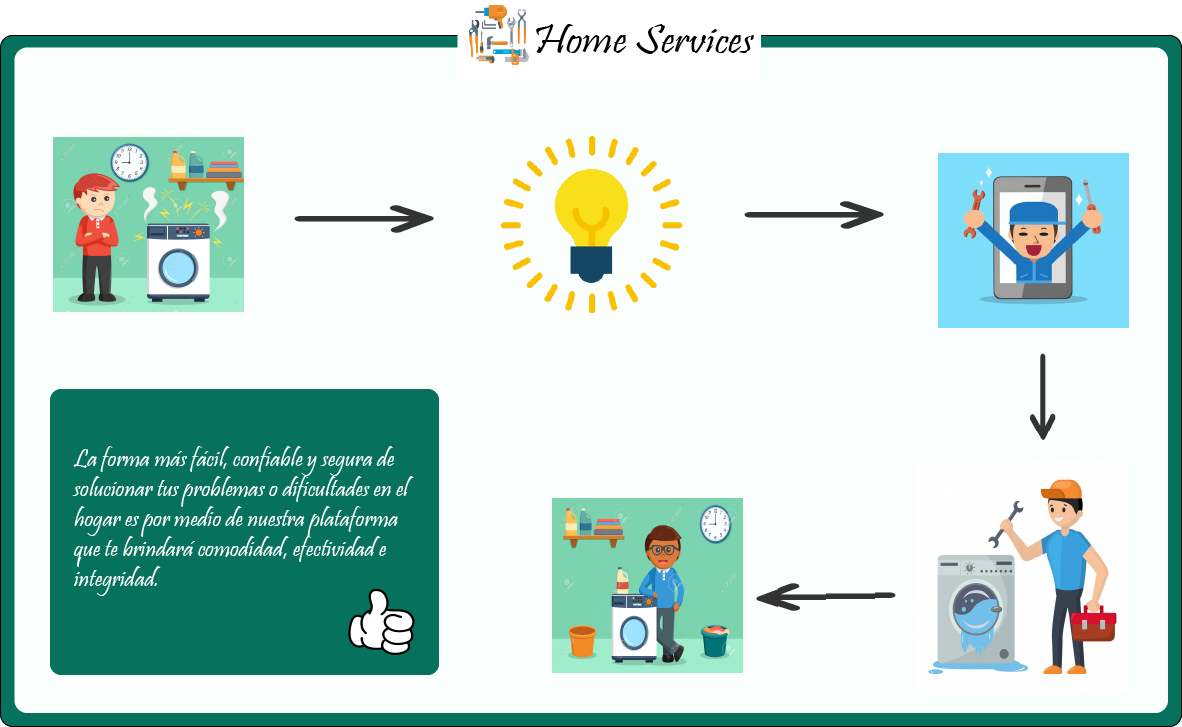 Home Services
La forma más fácil, confiable y segura de
solucionar tus problemas o dificultades en el
hogar es por medio de nuestra plataforma
que te brindará comodidad, efectividad e
integridad.